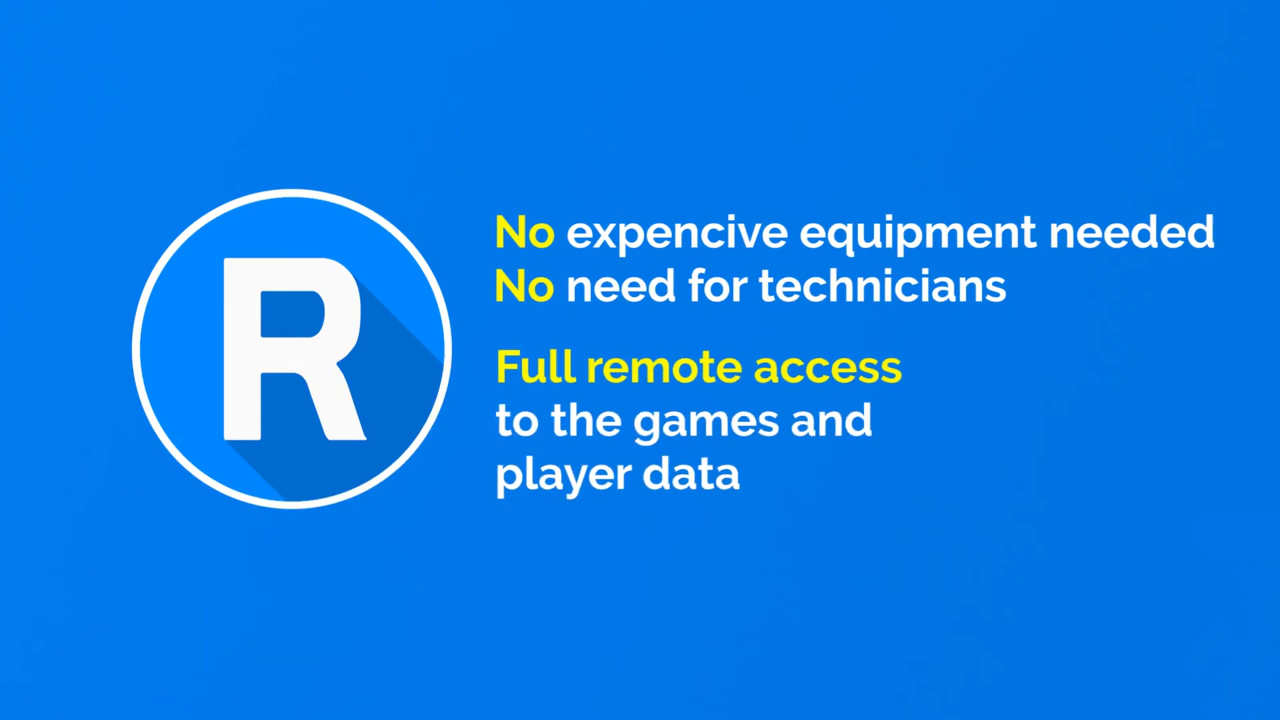 R
No expencive equipment needed
No need for technicians
Full remote access
to the games and
player data